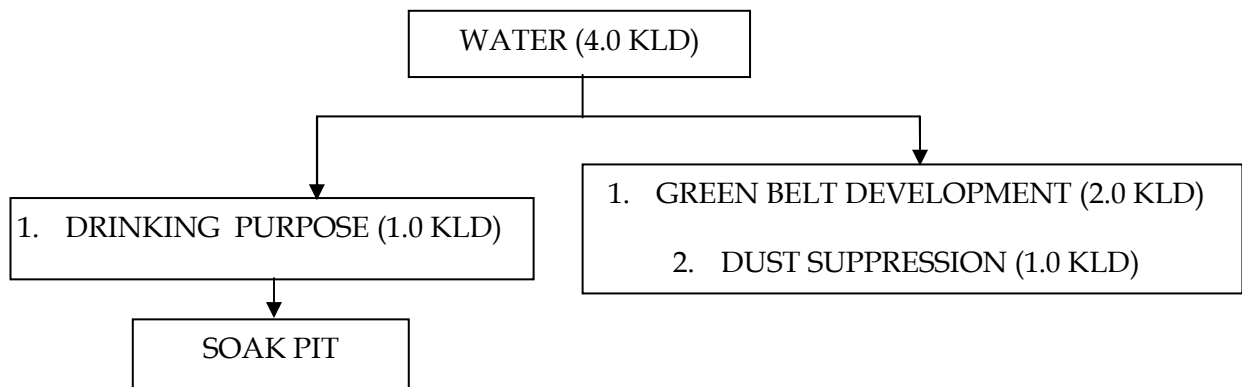 WATER (4.0 KLD)
1. DRINKING PURPOSE (1.0 KLD)
1. GREEN BELT DEVELOPMENT (2.0 KLD)
2. DUST SUPPRESSION (1.0 KLD)
SOAK PIT